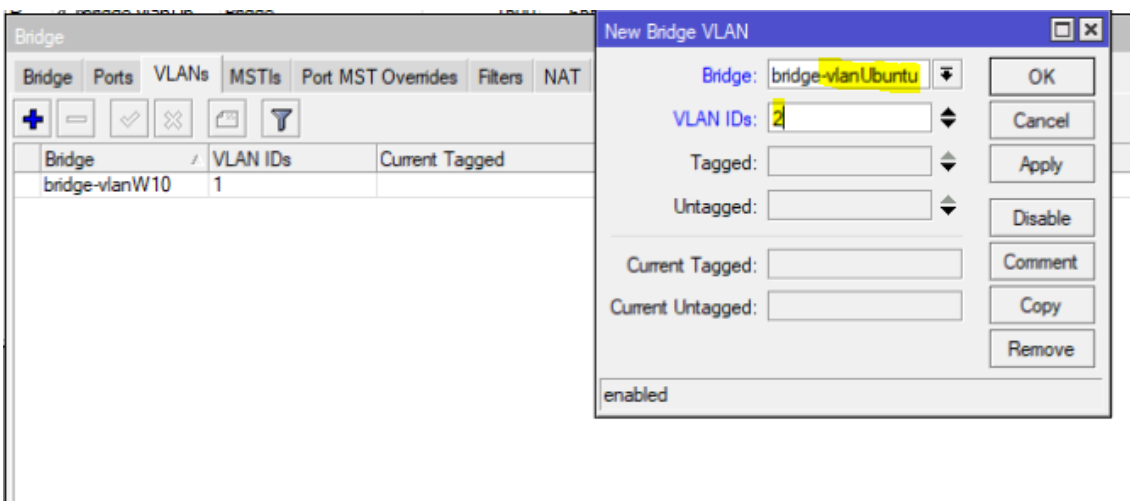 Bridge
Bridge Ports VLANs MSTIs Port MST Overrides Filters NAT
Bridge VLAN IDs Current Tagged
bridge-vlanW10 1
New Bridge VLAN
Bridge: bridge-vlanUbuntu OK
VLAN IDs: 2 Cancel
Tagged: Apply
Untagged: Disable
Current Tagged: Comment
Current Untagged: Copy
Remove
enabled